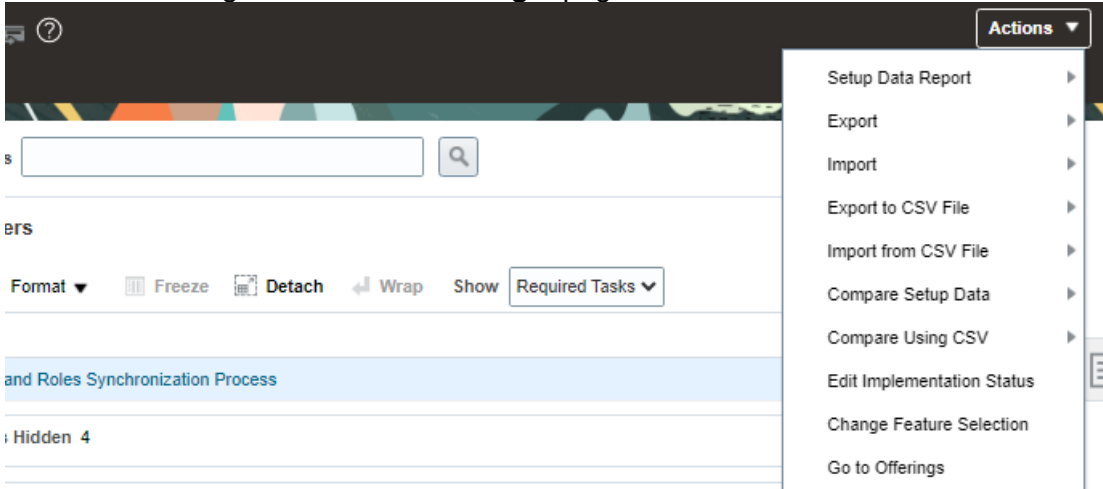 Actions
Setup Data Report
Export
s
Import
Export to CSV File
ers
Import from CSV File
Format Freeze Detach Wrap Show Required Tasks
Compare Setup Data
Compare Using CSV
and Roles Synchronization Process
Edit Implementation Status
Change Feature Selection
s Hidden 4
Go to Offerings